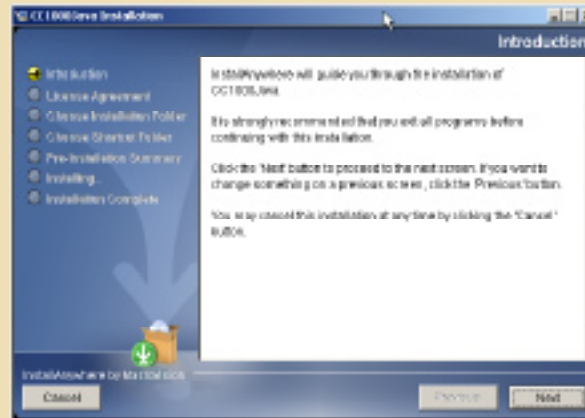 CC1000Java Installation
Introduction
Introduction
License Agreement
Choose Installation Folder
Choose Shortcut Folder
Pre-Installation Summary
Installing...
Installation Complete
InstallAnywhere will guide you through the installation of
CC1000Java.
It is strongly recommended that you exit all programs before
continuing with this installation.
Click the 'Next' button to proceed to the next screen. If you want to
change something on a previous screen, click the 'Previous' button.
You may cancel this installation at any time by clicking the 'Cancel'
button.
InstallAnywhere by Macrovision
Cancel
Previous
Next